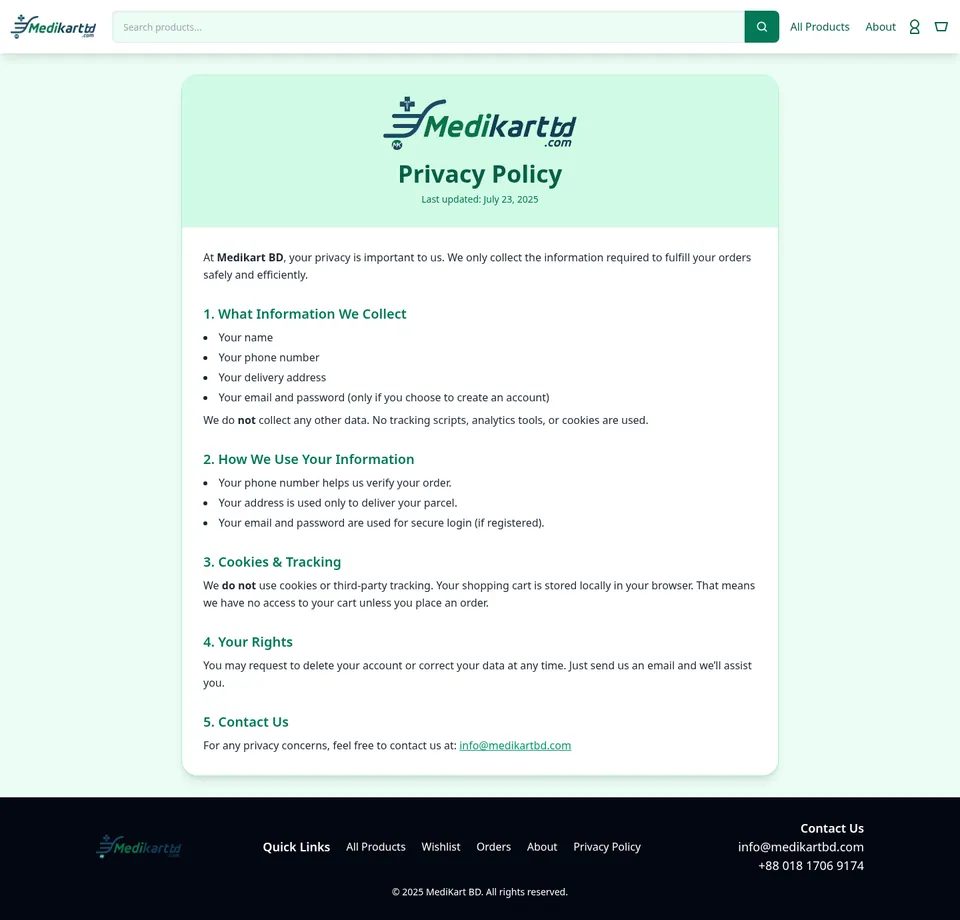 Medikartbd
.com
Search products...
All Products
About
Medikartbd
.com
MK
Privacy Policy
Last updated: July 23, 2025
At Medikart BD, your privacy is important to us. We only collect the information required to fulfill your orders
safely and efficiently.
1. What Information We Collect
• Your name
• Your phone number
• Your delivery address
• Your email and password (only if you choose to create an account)
We do not collect any other data. No tracking scripts, analytics tools, or cookies are used.
2. How We Use Your Information
• Your phone number helps us verify your order.
• Your address is used only to deliver your parcel.
• Your email and password are used for secure login (if registered).
3. Cookies & Tracking
We do not use cookies or third-party tracking. Your shopping cart is stored locally in your browser. That means
we have no access to your cart unless you place an order.
4. Your Rights
You may request to delete your account or correct your data at any time. Just send us an email and we’ll assist
you.
5. Contact Us
For any privacy concerns, feel free to contact us at: info@medikartbd.com
Medikartbd
.com
Quick Links
All Products
Wishlist
Orders
About
Privacy Policy
Contact Us
info@medikartbd.com
+88 018 1706 9174
© 2025 MediKart BD. All rights reserved.